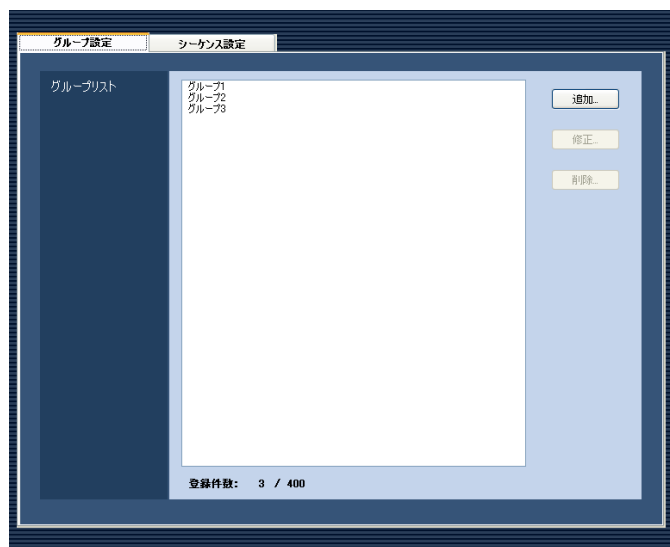 グループ設定 シーケンス設定
グループリスト
グループ1
グループ2
グループ3
追加...
修正...
削除...
登録件数: 3 / 400